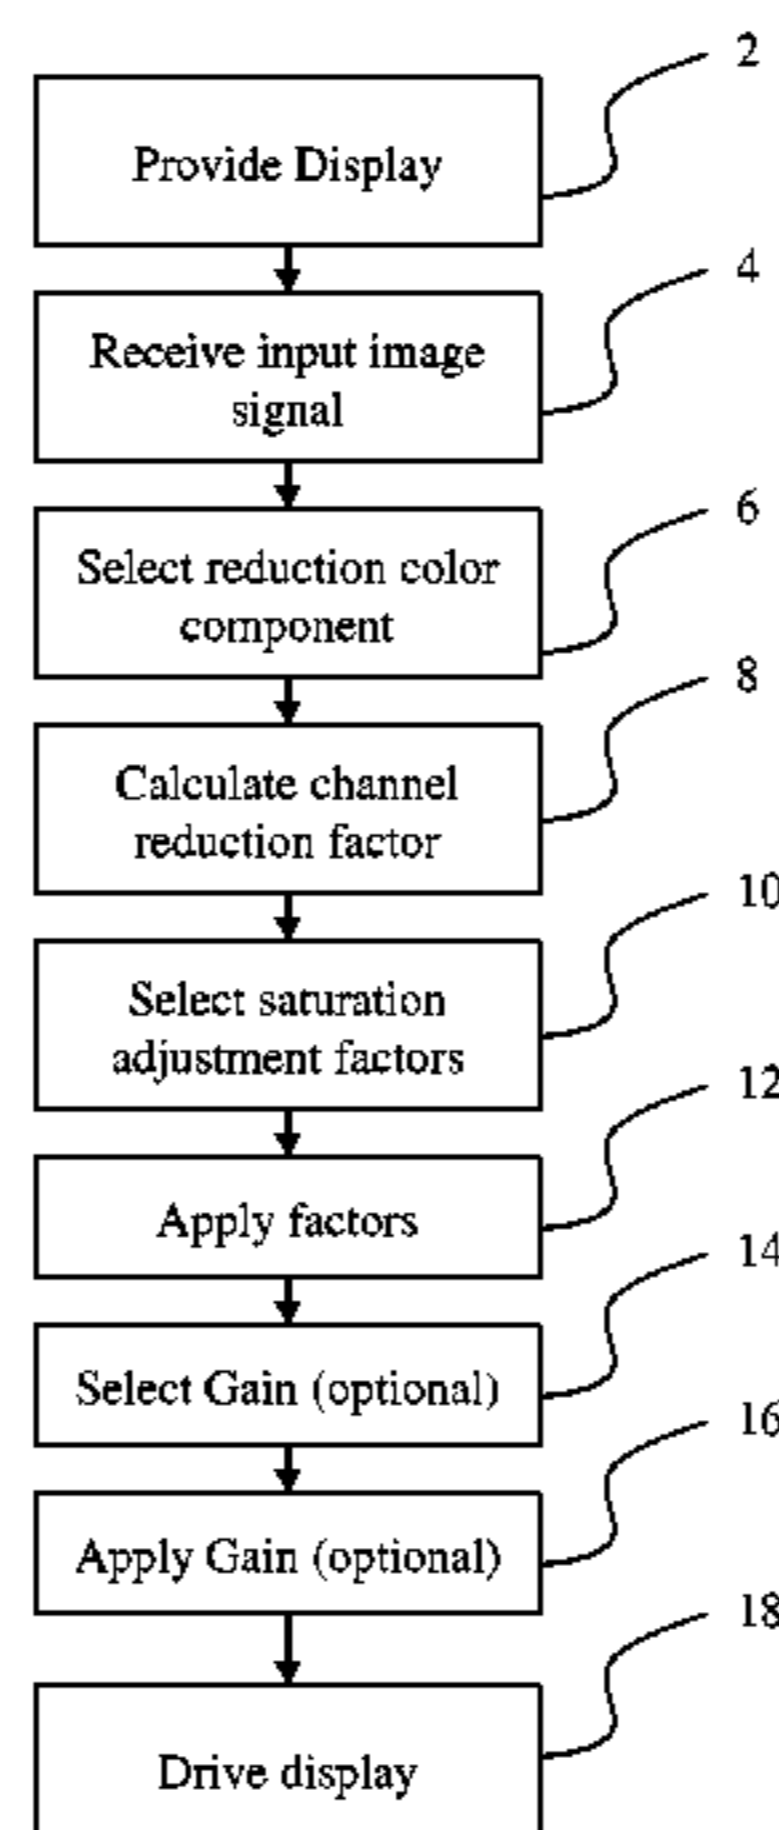 2
Provide Display
4
Receive input image
signal
6
Select reduction color
component
8
Calculate channel
reduction factor
10
Select saturation
adjustment factors
12
Apply factors
14
Select Gain (optional)
16
Apply Gain (optional)
18
Drive display